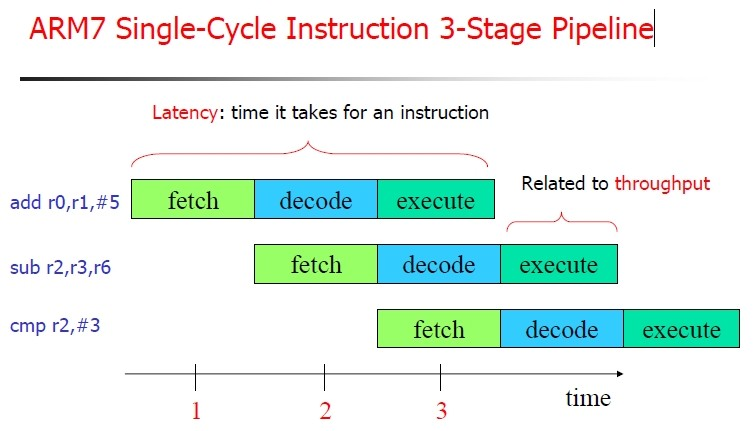 ARM7 Single-Cycle Instruction 3-Stage Pipeline
Latency: time it takes for an instruction
Related to throughput
add r0,r1,#5 fetch decode execute
sub r2,r3,r6 fetch decode execute
cmp r2,#3 fetch decode execute
1 2 3 time